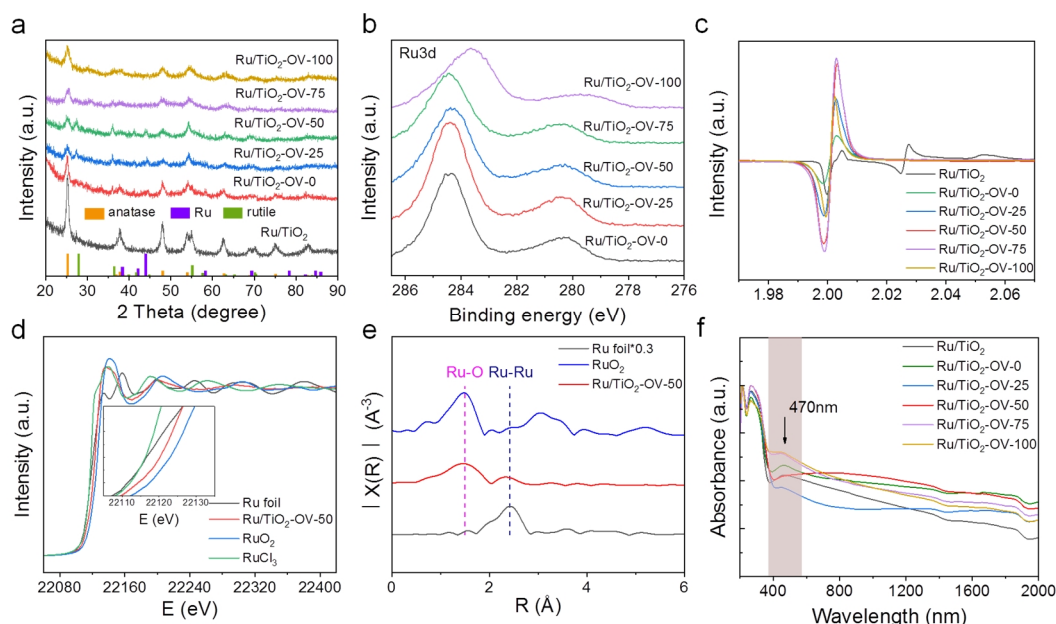 a
Ru/TiO₂-OV-100
Ru/TiO₂-OV-75
Ru/TiO₂-OV-50
Ru/TiO₂-OV-25
Ru/TiO₂-OV-0
anatase Ru rutile
Ru/TiO₂
Intensity (a.u.)
20 30 40 50 60 70 80 90
2 Theta (degree)
b
Ru3d
Ru/TiO₂-OV-100
Ru/TiO₂-OV-75
Ru/TiO₂-OV-50
Ru/TiO₂-OV-25
Ru/TiO₂-OV-0
Intensity (a.u.)
286 284 282 280 278 276
Binding energy (eV)
c
Intensity (a.u.)
Ru/TiO₂
Ru/TiO₂-OV-0
Ru/TiO₂-OV-25
Ru/TiO₂-OV-50
Ru/TiO₂-OV-75
Ru/TiO₂-OV-100
1.98 2.00 2.02 2.04 2.06
d
Intensity (a.u.)
22110 22120 22130
E (eV)
Ru foil
Ru/TiO₂-OV-50
RuO₂
RuCl₃
22080 22160 22240 22320 22400
E (eV)
e
Ru foil*0.3
RuO₂
Ru/TiO₂-OV-50
Ru-O Ru-Ru
| X(R) | (A⁻³)
0 2 4 6
R (Å)
f
Ru/TiO₂
Ru/TiO₂-OV-0
Ru/TiO₂-OV-25
Ru/TiO₂-OV-50
Ru/TiO₂-OV-75
Ru/TiO₂-OV-100
470nm
Absorbance (a.u.)
400 800 1200 1600 2000
Wavelength (nm)